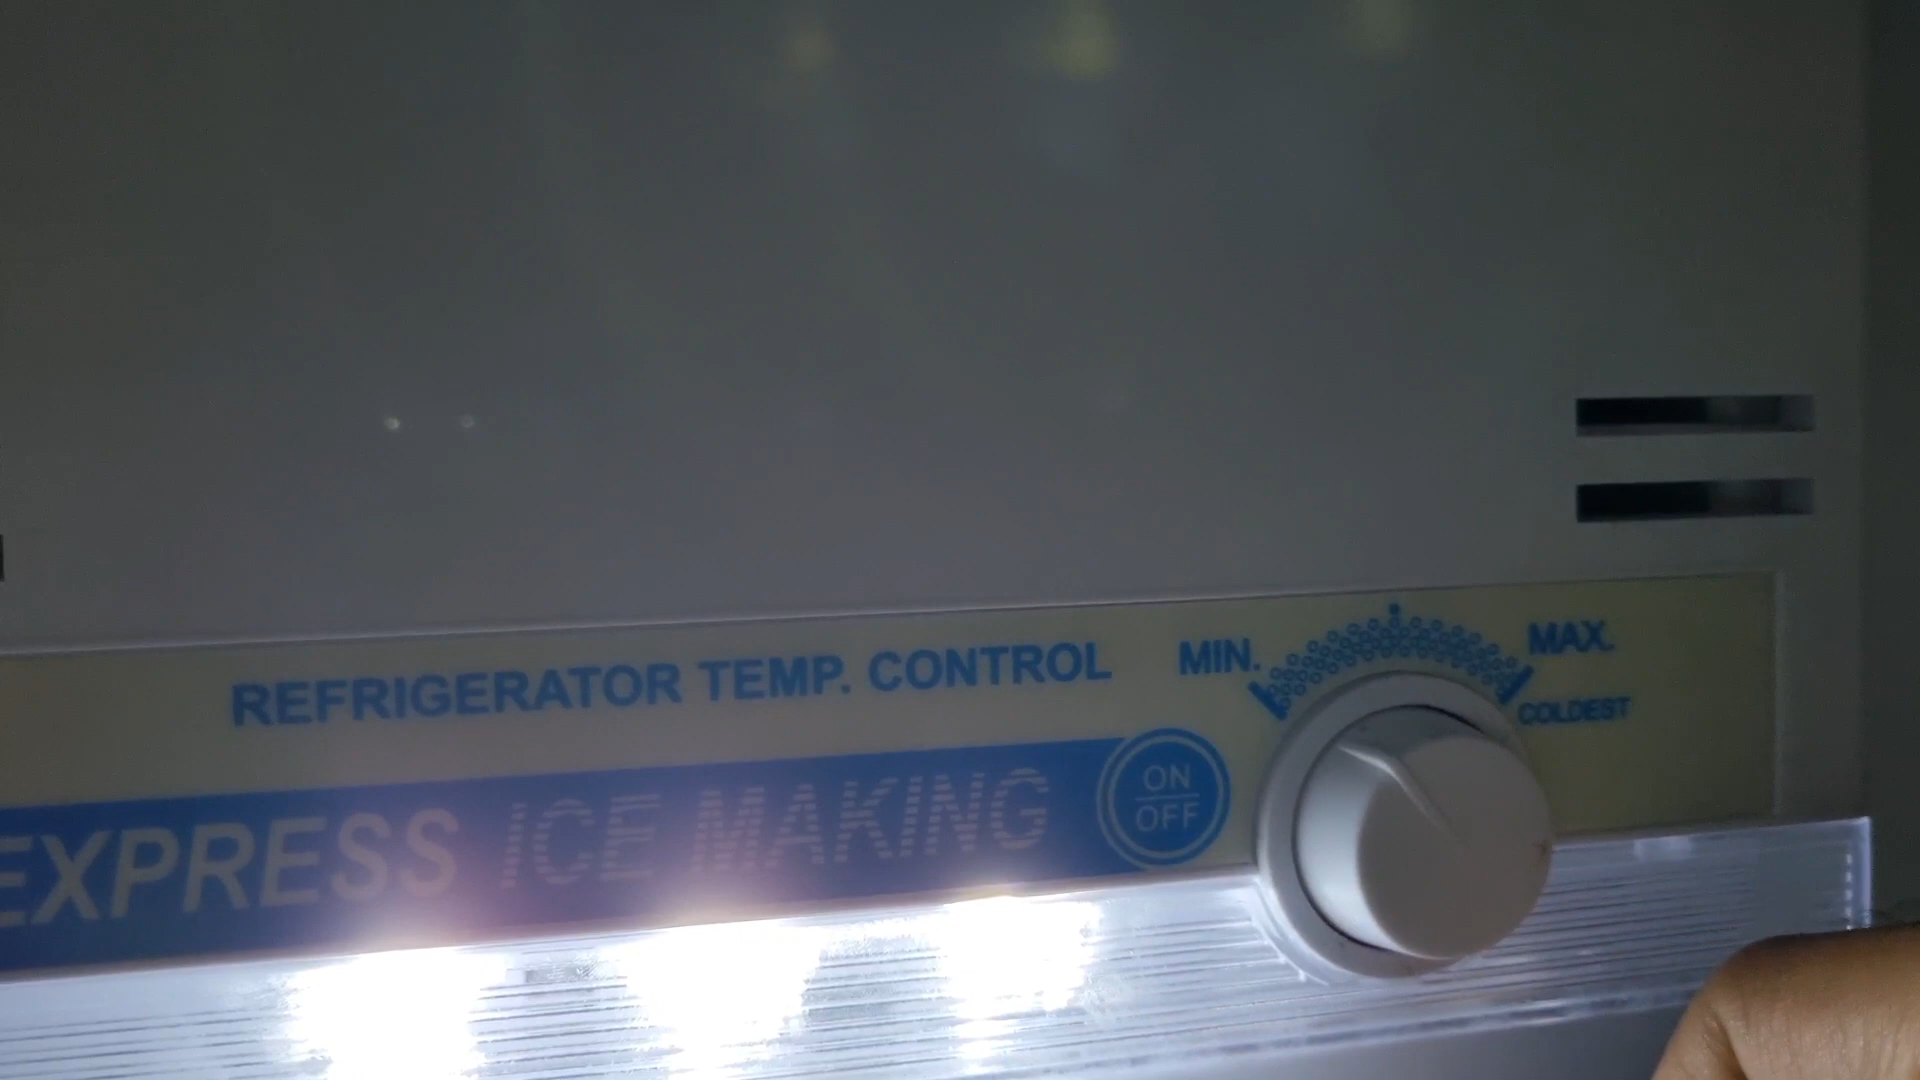 REFRIGERATOR TEMP. CONTROL
MIN.
MAX.
COLDEST
EXPRESS ICE MAKING
ON
OFF